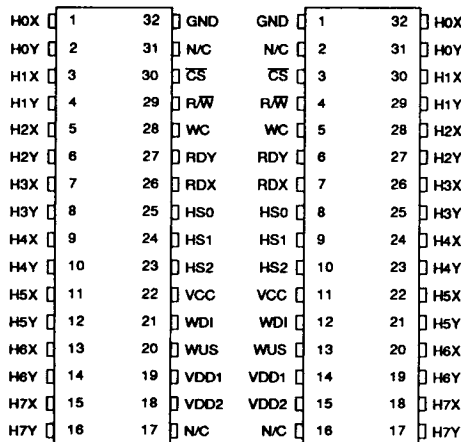 H0X 1 32 GND GND 1 32 H0X
H0Y 2 31 N/C N/C 2 31 H0Y
H1X 3 30 C̅S̅ C̅S̅ 3 30 H1X
H1Y 4 29 R/W̅ R/W̅ 4 29 H1Y
H2X 5 28 WC WC 5 28 H2X
H2Y 6 27 RDY RDY 6 27 H2Y
H3X 7 26 RDX RDX 7 26 H3X
H3Y 8 25 HS0 HS0 8 25 H3Y
H4X 9 24 HS1 HS1 9 24 H4X
H4Y 10 23 HS2 HS2 10 23 H4Y
H5X 11 22 VCC VCC 11 22 H5X
H5Y 12 21 WDI WDI 12 21 H5Y
H6X 13 20 WUS WUS 13 20 H6X
H6Y 14 19 VDD1 VDD1 14 19 H6Y
H7X 15 18 VDD2 VDD2 15 18 H7X
H7Y 16 17 N/C N/C 16 17 H7Y